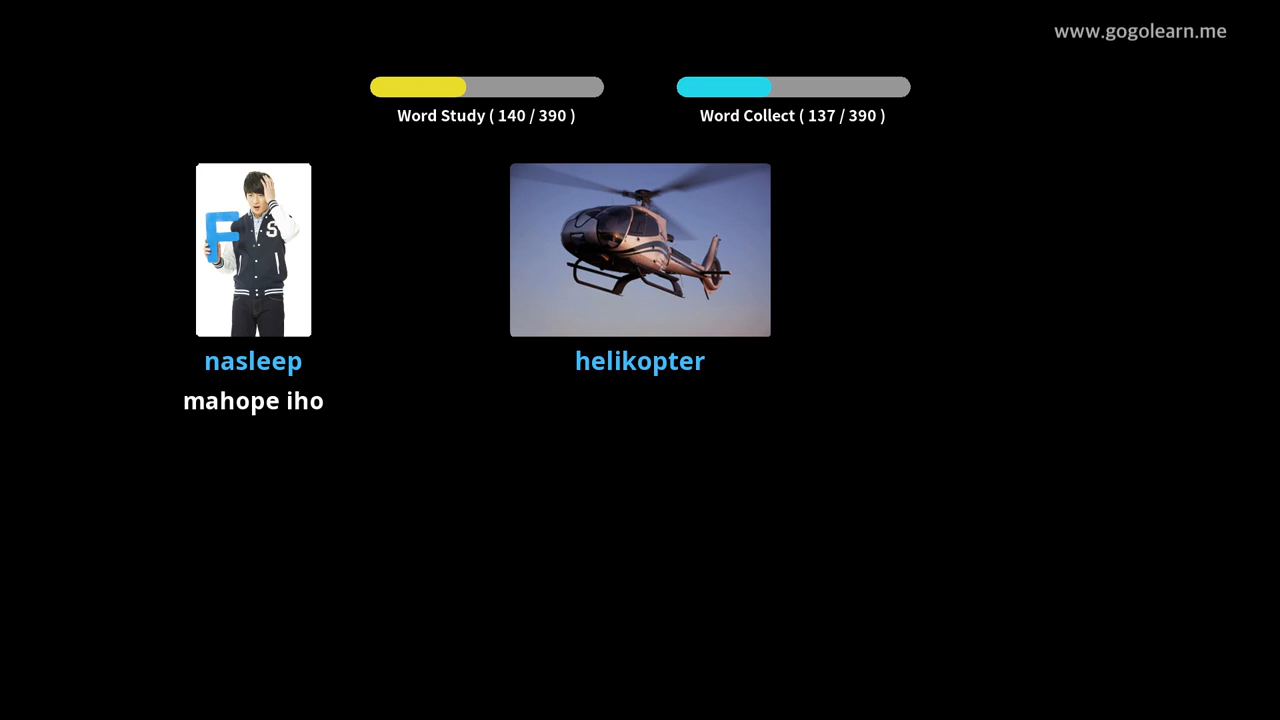 www.gogolearn.me
Word Study ( 140 / 390 )
Word Collect ( 137 / 390 )
F
S
nasleep
helikopter
mahope iho